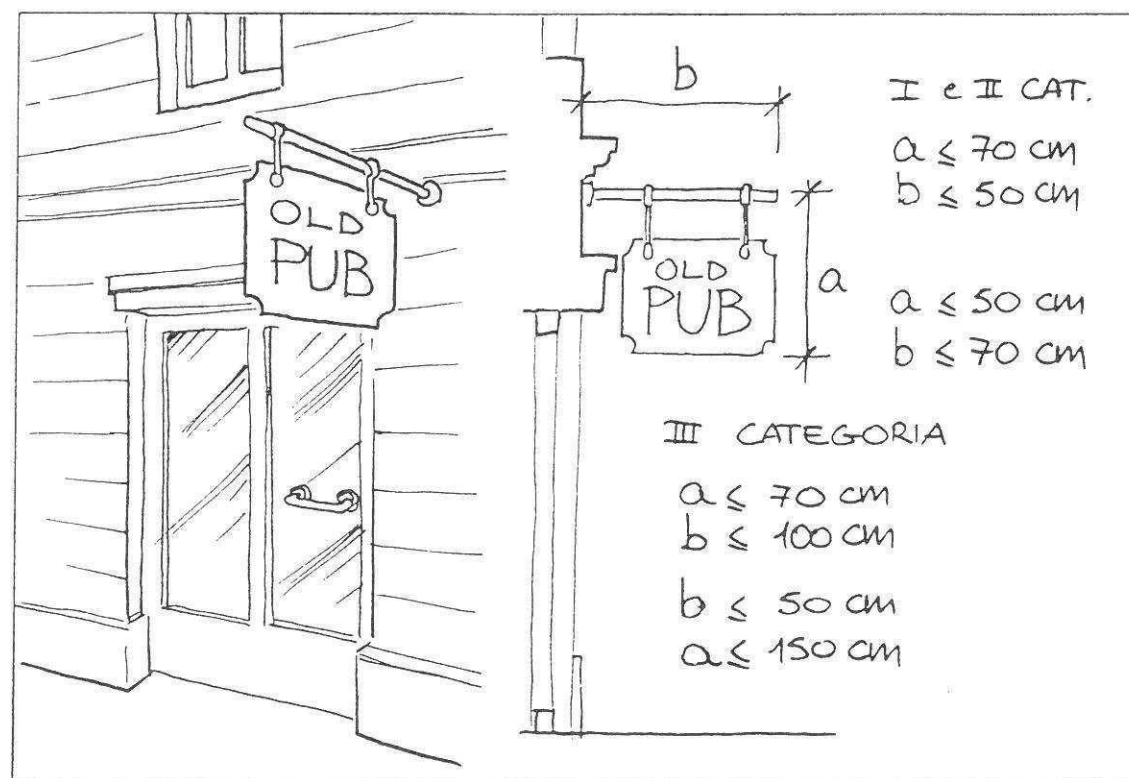 OLD
PUB
b
OLD
PUB
a
I e II CAT.
a ≤ 70 cm
b ≤ 50 cm
a ≤ 50 cm
b ≤ 70 cm
III CATEGORIA
a ≤ 70 cm
b ≤ 100 cm
b ≤ 50 cm
a ≤ 150 cm